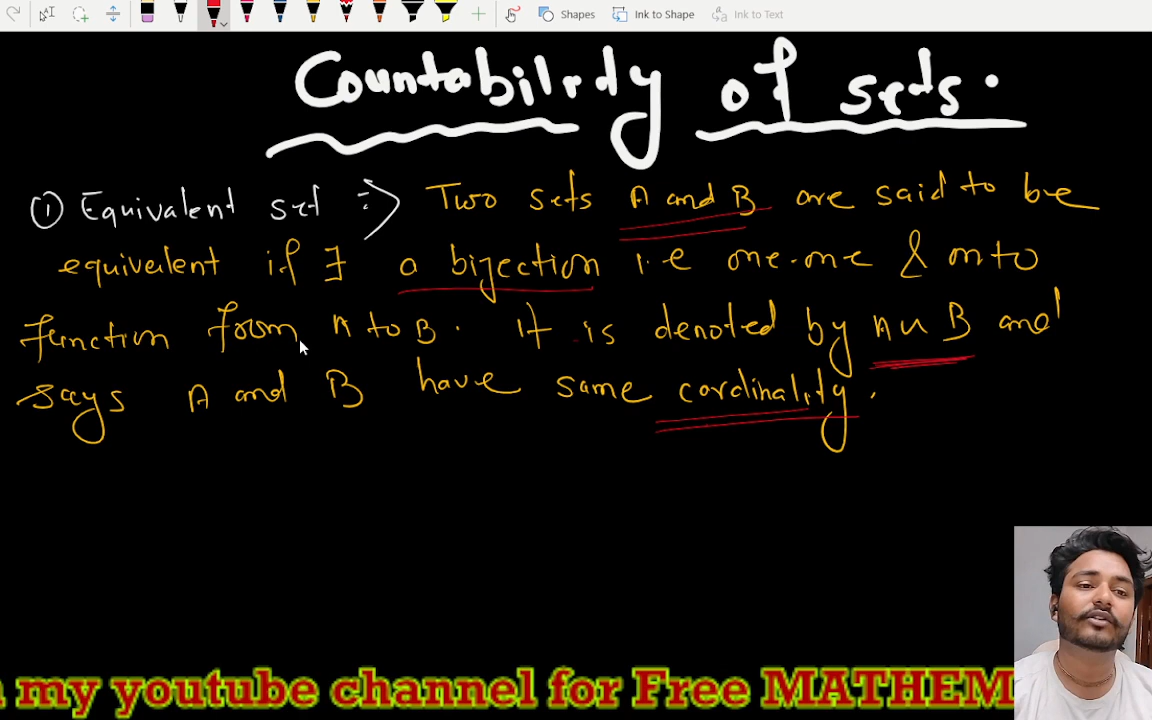 Shapes Ink to Shape Ink to Text
Countability of sets.
① Equivalent set :⇒ Two sets A and B are said to be
equivalent if ∃ a bijection i.e one-one & onto
function from A to B. It is denoted by A ∪ B and
says A and B have same cardinality.
my youtube channel for Free MATHEM